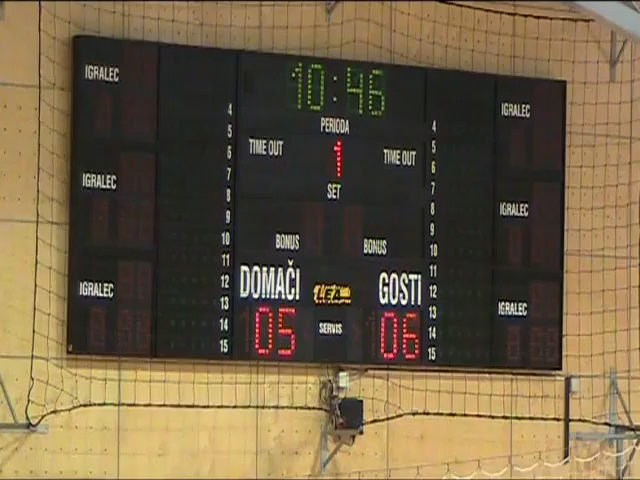 10:46
IGRALEC
IGRALEC
PERIODA
TIME OUT 1 TIME OUT
SET
IGRALEC
IGRALEC
BONUS BONUS
IGRALEC
IGRALEC
DOMAČI GOSTI
05 SERVIS 06
4 4
5 5
6 6
7 7
8 8
9 9
10 10
11 11
12 12
13 13
14 14
15 15